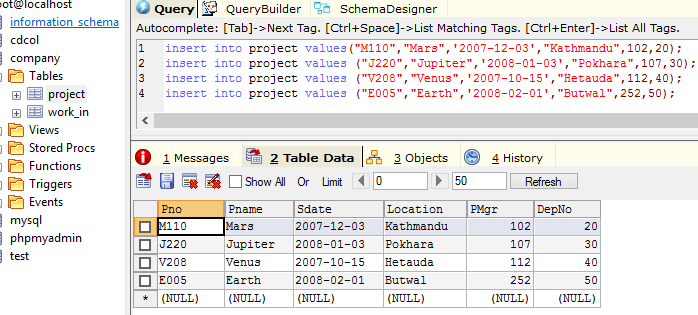 oot@localhost
information_schema
cdcol
company
Tables
project
work_in
Views
Stored Procs
Functions
Triggers
Events
mysql
phpmyadmin
test
Query QueryBuilder SchemaDesigner
Autocomplete: [Tab]->Next Tag. [Ctrl+Space]->List Matching Tags. [Ctrl+Enter]->List All Tags.
1 insert into project values("M110","Mars",'2007-12-03',"Kathmandu",102,20);
2 insert into project values ("J220","Jupiter",'2008-01-03',"Pokhara",107,30);
3 insert into project values ("V208","Venus",'2007-10-15',"Hetauda",112,40);
4 insert into project values ("E005","Earth",'2008-02-01',"Butwal",252,50);
1 Messages 2 Table Data 3 Objects 4 History
Show All Or Limit 0 50 Refresh
Pno Pname Sdate Location PMgr DepNo
M110 Mars 2007-12-03 Kathmandu 102 20
J220 Jupiter 2008-01-03 Pokhara 107 30
V208 Venus 2007-10-15 Hetauda 112 40
E005 Earth 2008-02-01 Butwal 252 50
* (NULL) (NULL) (NULL) (NULL) (NULL) (NULL)